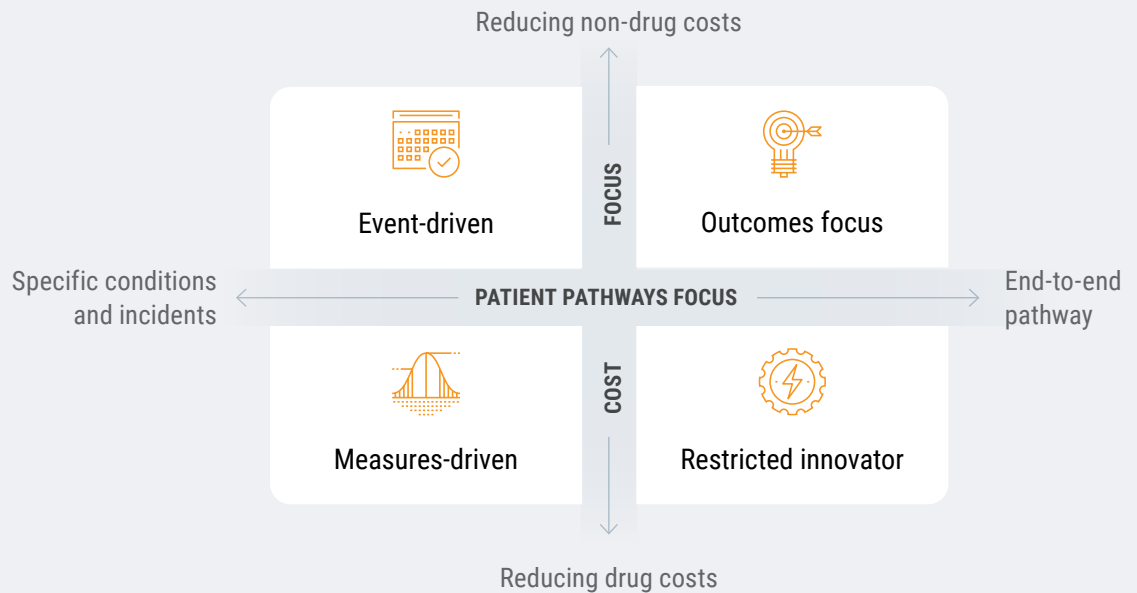 Reducing non-drug costs
Event-driven
FOCUS
Outcomes focus
Specific conditions
and incidents
PATIENT PATHWAYS FOCUS
End-to-end
pathway
Measures-driven
COST
Restricted innovator
Reducing drug costs